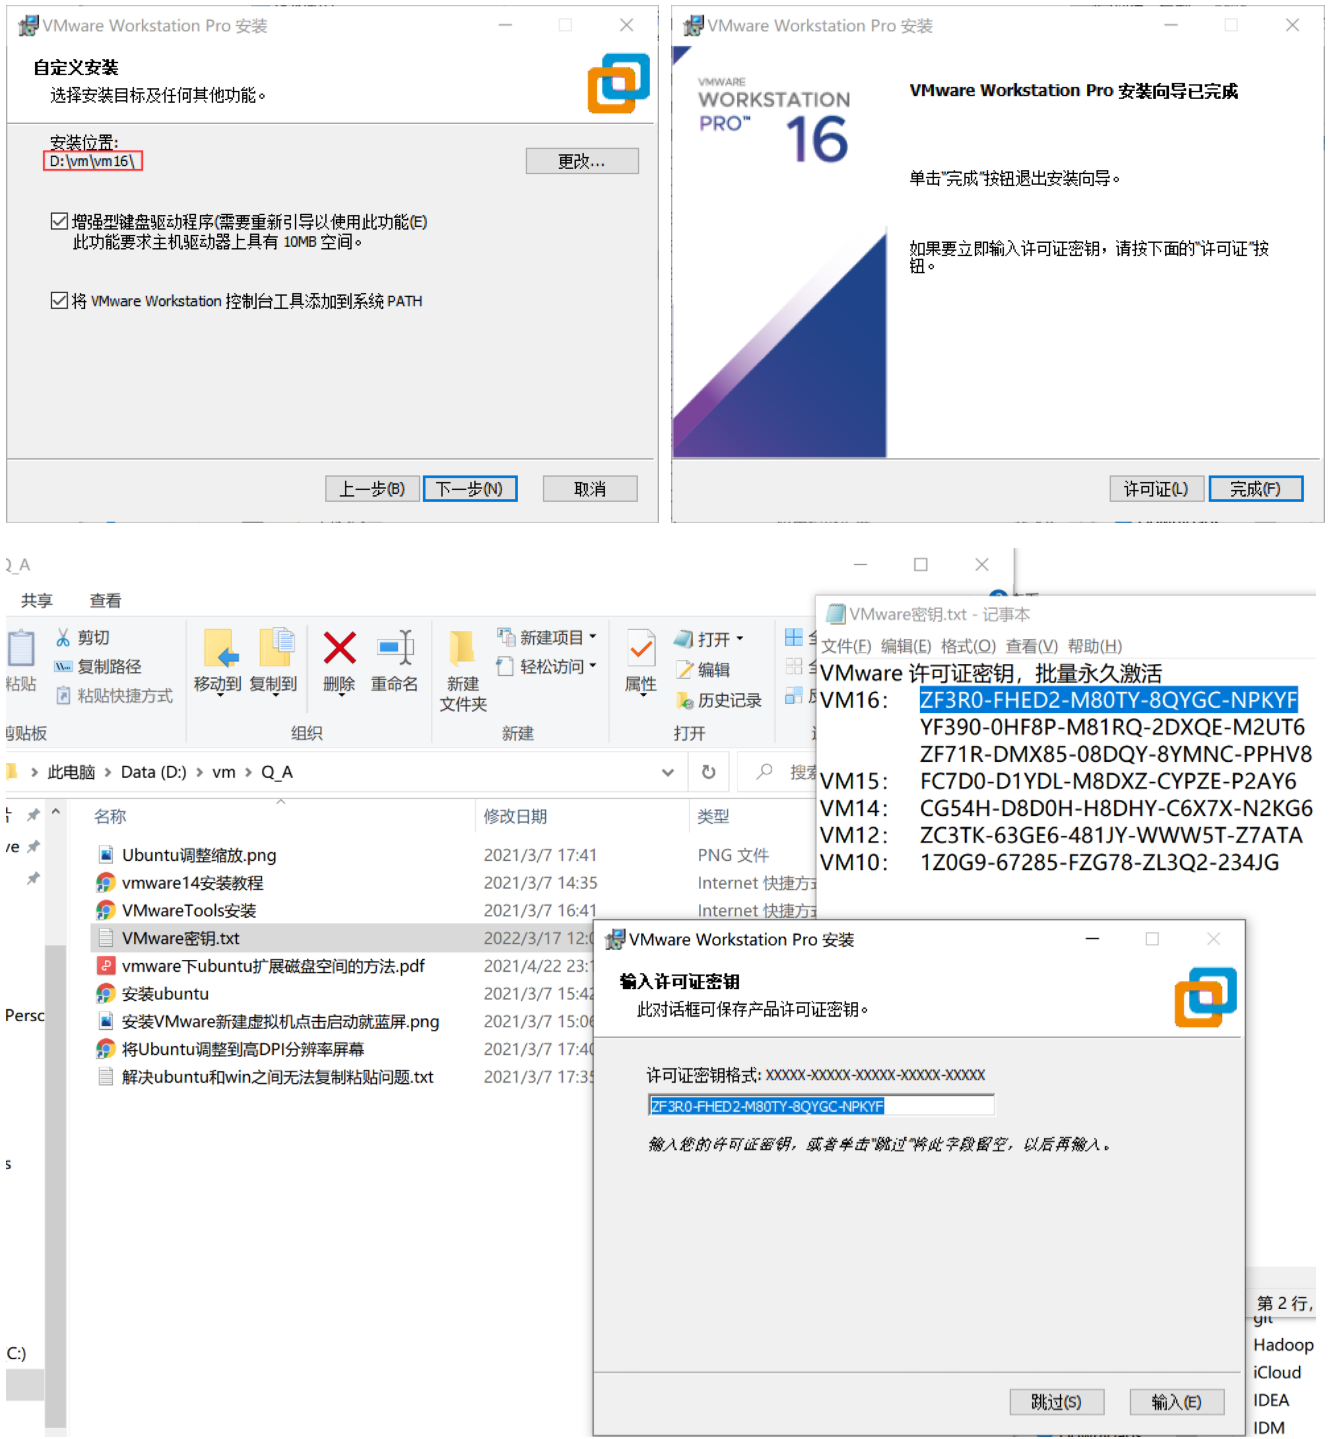 VMware Workstation Pro 安装
自定义安装
选择安装目标及任何其他功能。
安装位置:
D:\vm\vm16\
更改...
增强型键盘驱动程序(需要重新引导以使用此功能(E)
此功能要求主机驱动器上具有 10MB 空间。
将 VMware Workstation 控制台工具添加到系统 PATH
上一步(B)
下一步(N)
取消
VMware Workstation Pro 安装
VMWARE
WORKSTATION
PRO™ 16
VMware Workstation Pro 安装向导已完成
单击"完成"按钮退出安装向导。
如果要立即输入许可证密钥，请按下面的"许可证"按
钮。
许可证(L)
完成(F)
Q_A
共享
查看
粘贴
剪切
复制路径
粘贴快捷方式
剪贴板
移动到
复制到
删除
重命名
组织
新建
文件夹
新建项目
轻松访问
新建
属性
打开
编辑
历史记录
打开
此电脑 > Data (D:) > vm > Q_A
名称
修改日期
类型
Ubuntu调整缩放.png 2021/3/7 17:41 PNG 文件
vmware14安装教程 2021/3/7 14:35 Internet 快捷方式
VMwareTools安装 2021/3/7 16:41 Internet 快捷方
VMware密钥.txt 2022/3/17 12:0
vmware下ubuntu扩展磁盘空间的方法.pdf 2021/4/22 23:1
安装ubuntu 2021/3/7 15:42
安装VMware新建虚拟机点击启动就蓝屏.png 2021/3/7 15:06
将Ubuntu调整到高DPI分辨率屏幕 2021/3/7 17:40
解决ubuntu和win之间无法复制粘贴问题.txt 2021/3/7 17:35
ve
Persc
s
C:)
VMware密钥.txt - 记事本
文件(F) 编辑(E) 格式(O) 查看(V) 帮助(H)
VMware 许可证密钥，批量永久激活
VM16： ZF3R0-FHED2-M80TY-8QYGC-NPKYF
YF390-0HF8P-M81RQ-2DXQE-M2UT6
ZF71R-DMX85-08DQY-8YMNC-PPHV8
VM15： FC7D0-D1YDL-M8DXZ-CYPZE-P2AY6
VM14： CG54H-D8D0H-H8DHY-C6X7X-N2KG6
VM12： ZC3TK-63GE6-481JY-WWW5T-Z7ATA
VM10： 1Z0G9-67285-FZG78-ZL3Q2-234JG
VMware Workstation Pro 安装
输入许可证密钥
此对话框可保存产品许可证密钥。
许可证密钥格式: XXXXX-XXXXX-XXXXX-XXXXX-XXXXX
ZF3R0-FHED2-M80TY-8QYGC-NPKYF
输入您的许可证密钥，或者单击"跳过"将此字段留空，以后再输入。
跳过(S)
输入(E)
第 2 行,
git
Hadoop
iCloud
IDEA
IDM